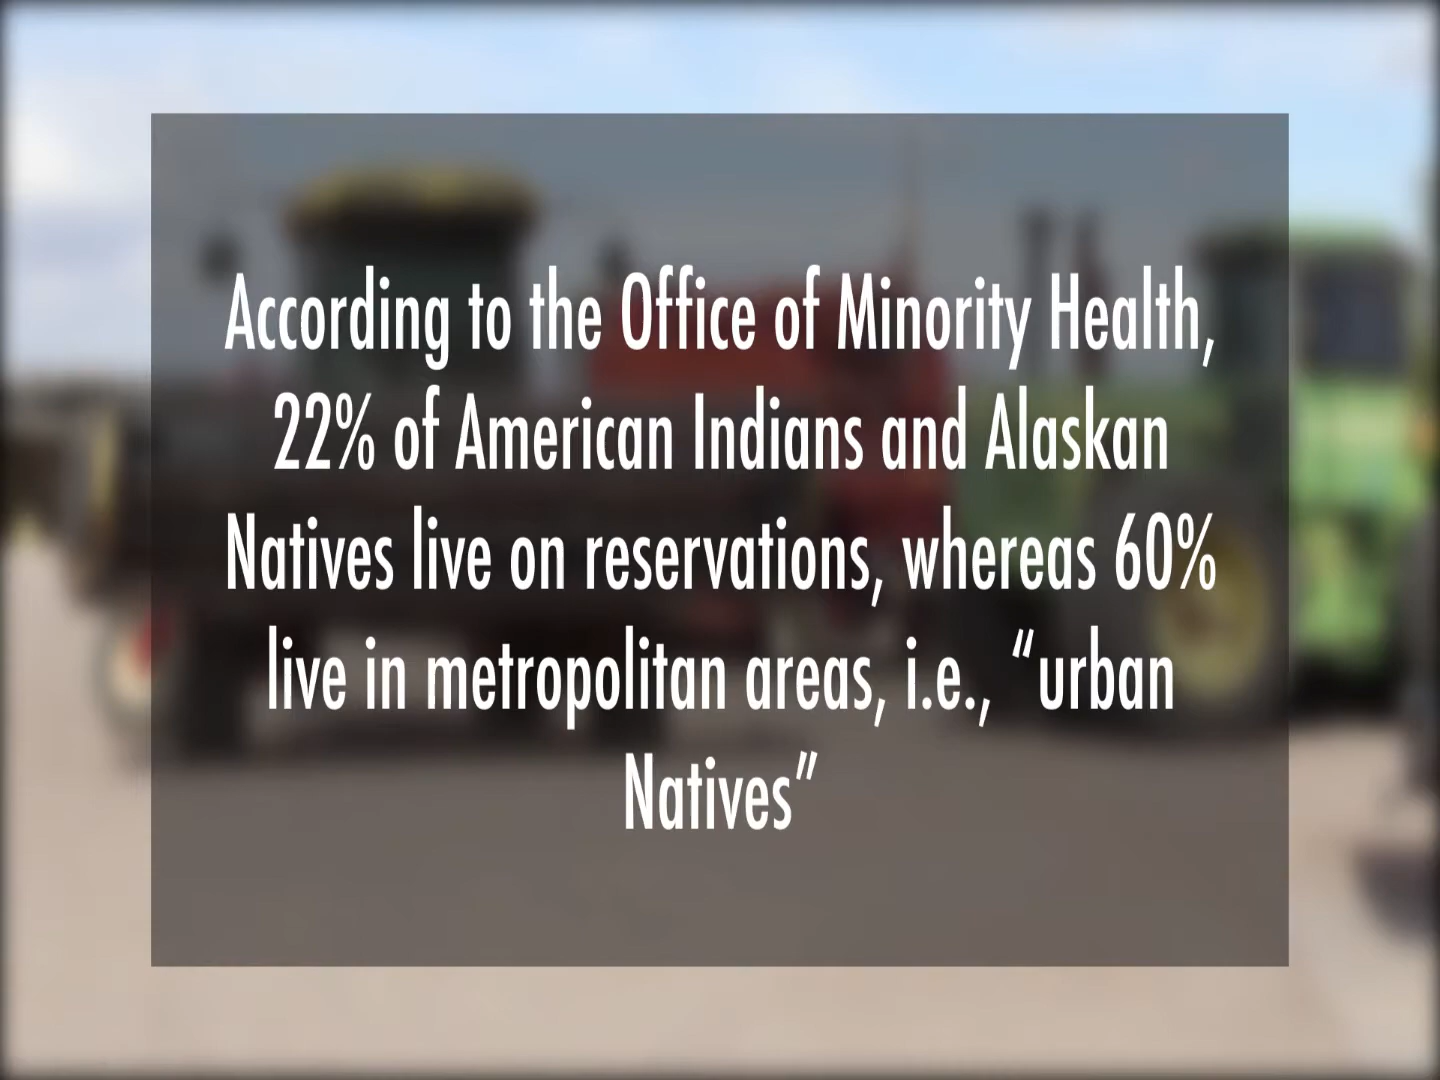 According to the Office of Minority Health,
22% of American Indians and Alaskan
Natives live on reservations, whereas 60%
live in metropolitan areas, i.e., “urban
Natives”